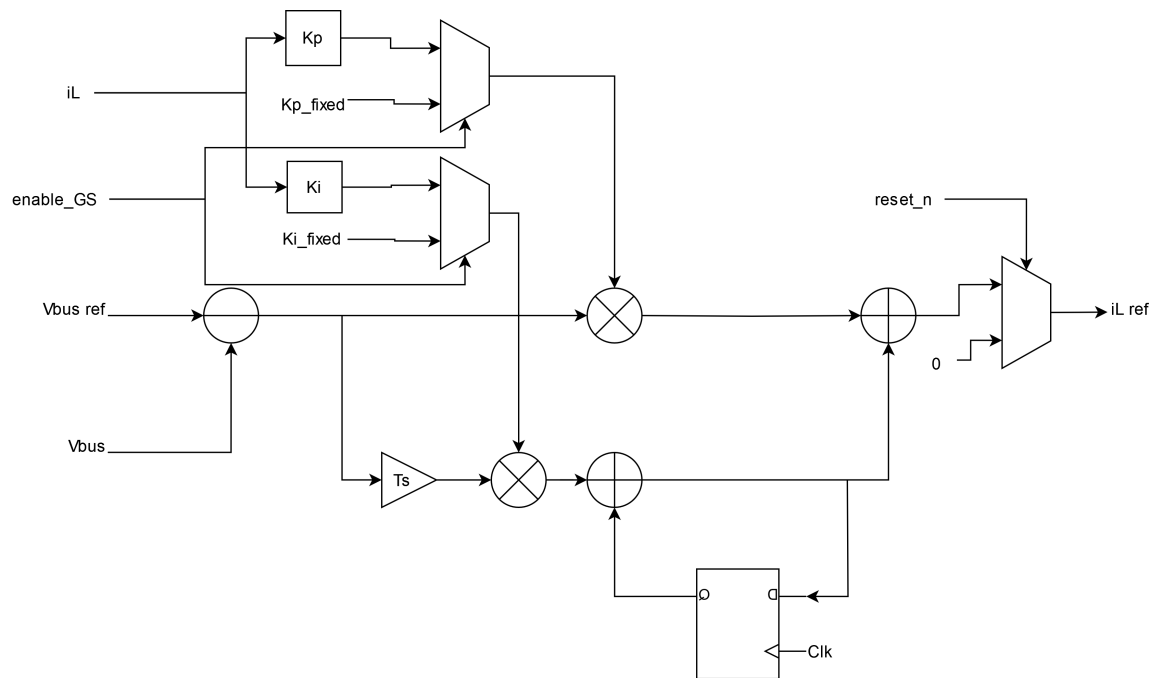 Kp
iL
Kp_fixed
Ki
enable_GS
reset_n
Ki_fixed
Vbus ref
iL ref
0
Vbus
Ts
Q
D
Clk